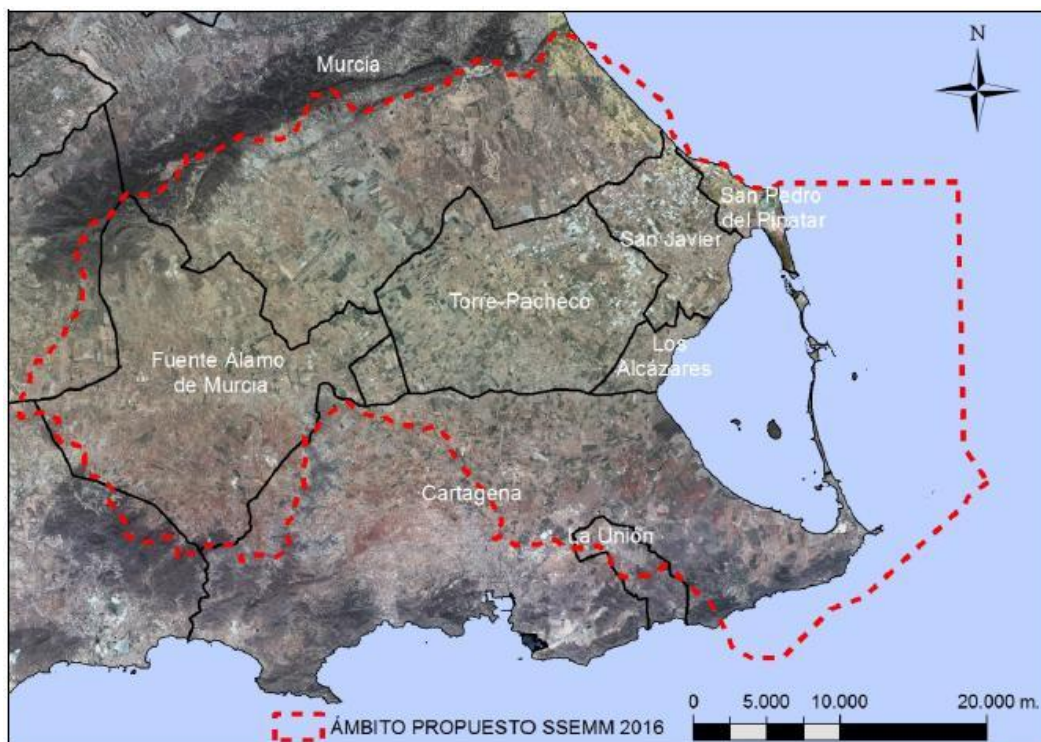 Murcia
N
San Pedro
del Pinatar
San Javier
Torre-Pacheco
Los
Alcázares
Fuente Álamo
de Murcia
Cartagena
La Unión
ÁMBITO PROPUESTO SSEMM 2016
0 5.000 10.000 20.000 m.